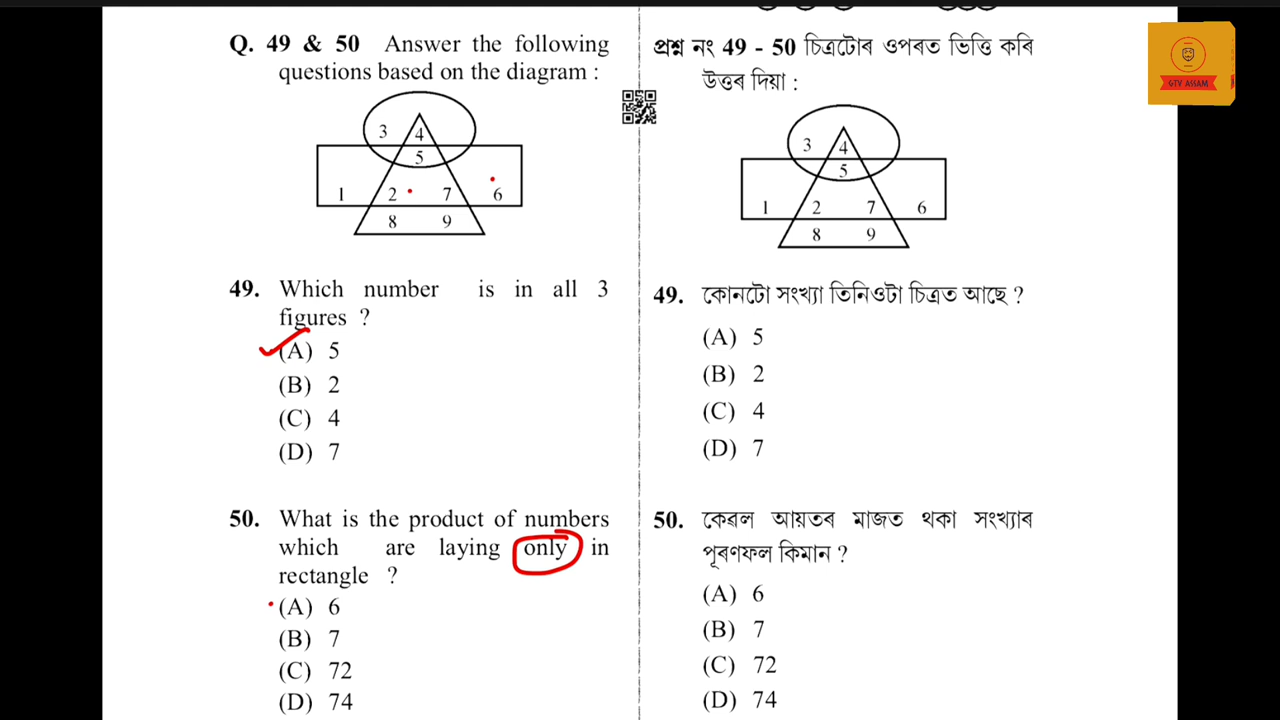 Q. 49 & 50 Answer the following
questions based on the diagram :
3 4
5
1 2 7 6
8 9
49. Which number is in all 3
figures ?
(A) 5
(B) 2
(C) 4
(D) 7
50. What is the product of numbers
which are laying only in
rectangle ?
(A) 6
(B) 7
(C) 72
(D) 74
প্ৰশ্ন নং 49 - 50 চিত্ৰটোৰ ওপৰত ভিত্তি কৰি
উত্তৰ দিয়া :
3 4
5
1 2 7 6
8 9
49. কোনটো সংখ্যা তিনিওটা চিত্ৰত আছে ?
(A) 5
(B) 2
(C) 4
(D) 7
50. কেৱল আয়তৰ মাজত থকা সংখ্যাৰ
পূৰণফল কিমান ?
(A) 6
(B) 7
(C) 72
(D) 74
GTV ASSAM